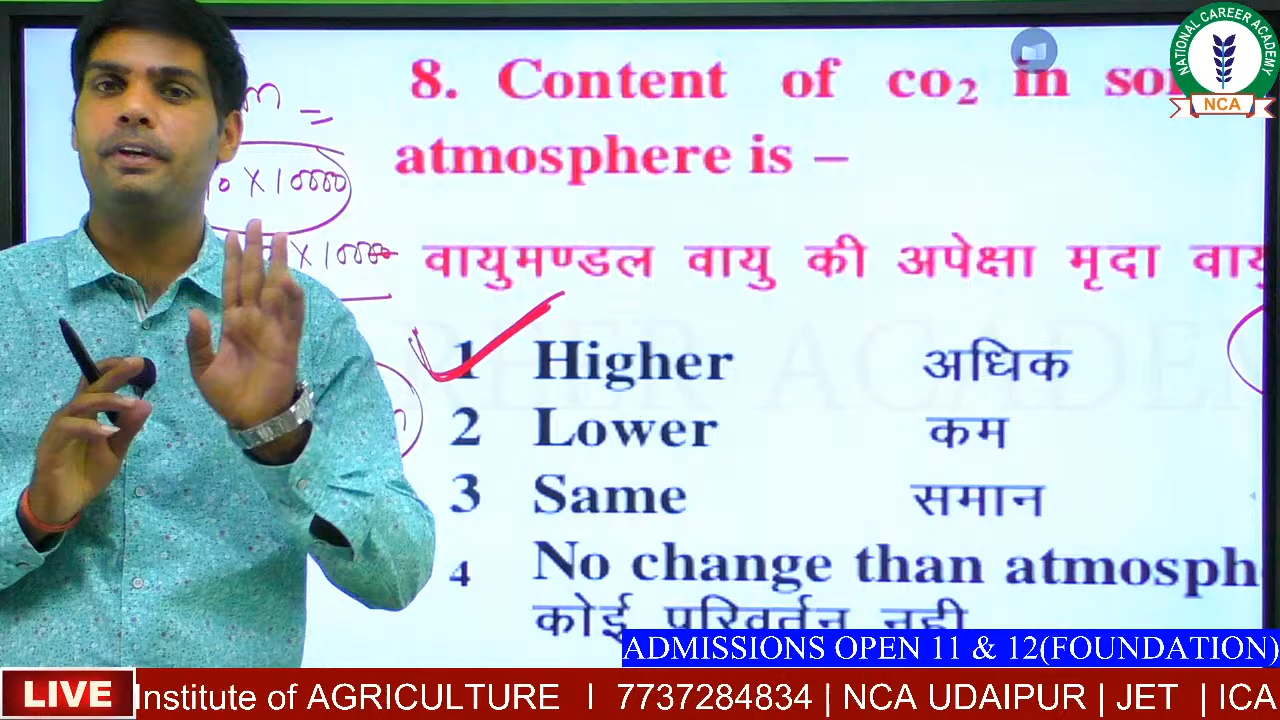 8. Content of co₂ in
atmosphere is –
वायुमण्डल वायु की अपेक्षा मृदा
1 Higher अधिक
2 Lower कम
3 Same समान
4 No change than
कोई परिवर्तन नही
X 10000
X 10000
NATIONAL CAREER ACADEMY
NCA
ADMISSIONS OPEN 11 & 12(FOUNDATION)
LIVE Institute of AGRICULTURE I 7737284834 | NCA UDAIPUR | JET | ICA